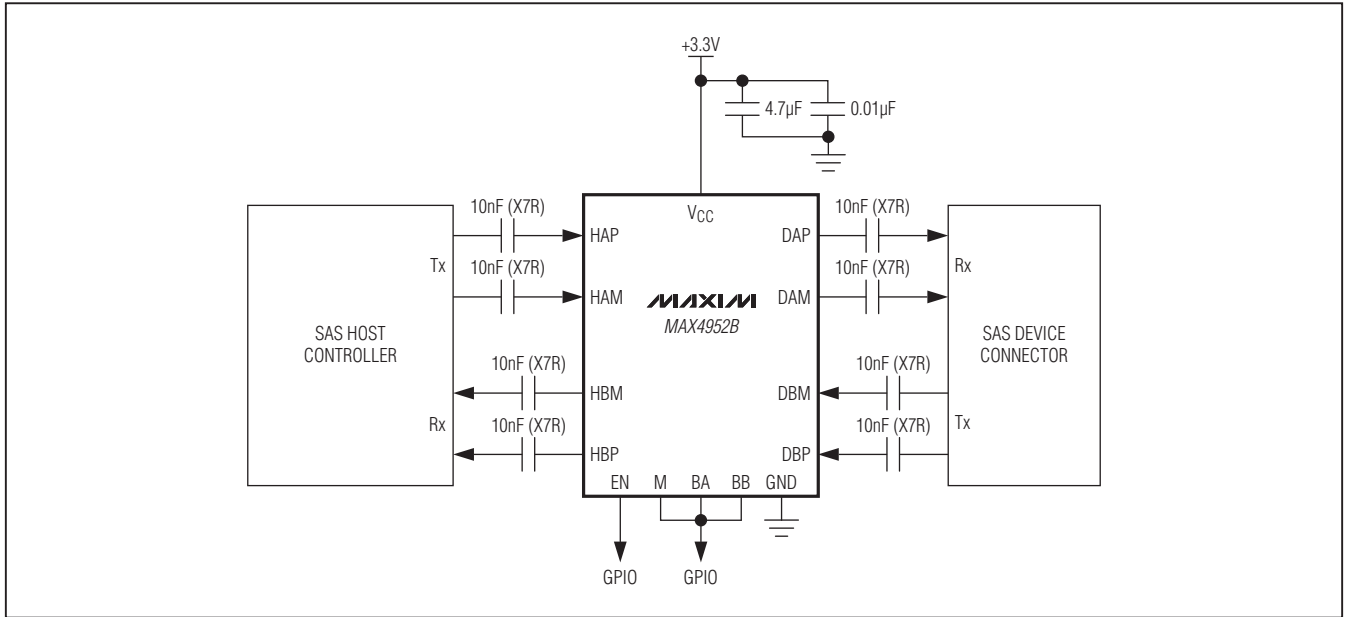 +3.3V
4.7µF
0.01µF
10nF (X7R)
VCC
10nF (X7R)
HAP
DAP
Tx
10nF (X7R)
10nF (X7R)
Rx
HAM
MAXIM
DAM
MAX4952B
SAS HOST
CONTROLLER
SAS DEVICE
CONNECTOR
10nF (X7R)
10nF (X7R)
HBM
DBM
Rx
10nF (X7R)
10nF (X7R)
Tx
HBP
DBP
EN
M
BA
BB
GND
GPIO
GPIO